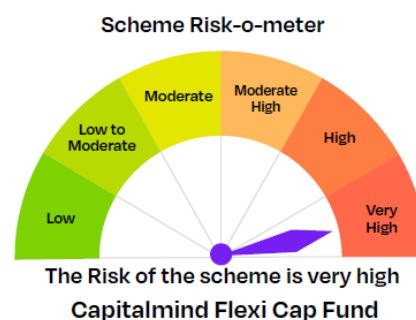 Scheme Risk-o-meter
Moderate
Moderate
High
Low to
Moderate
High
Low
Very
High
The Risk of the scheme is very high
Capitalmind Flexi Cap Fund